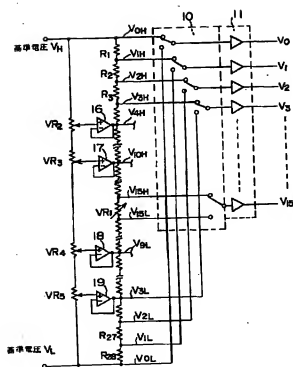 10
11
基準電圧 VH
V0H
V0
R1
V1H
V1
R2
V2H
V2
R3
V3H
V3
16
V4H
VR2
17
V10H
VR3
V15H
VR1
V15L
V15
18
VR4
V9L
19
VR5
V3L
V2L
R27
V1L
R28
基準電圧 VL
V0L